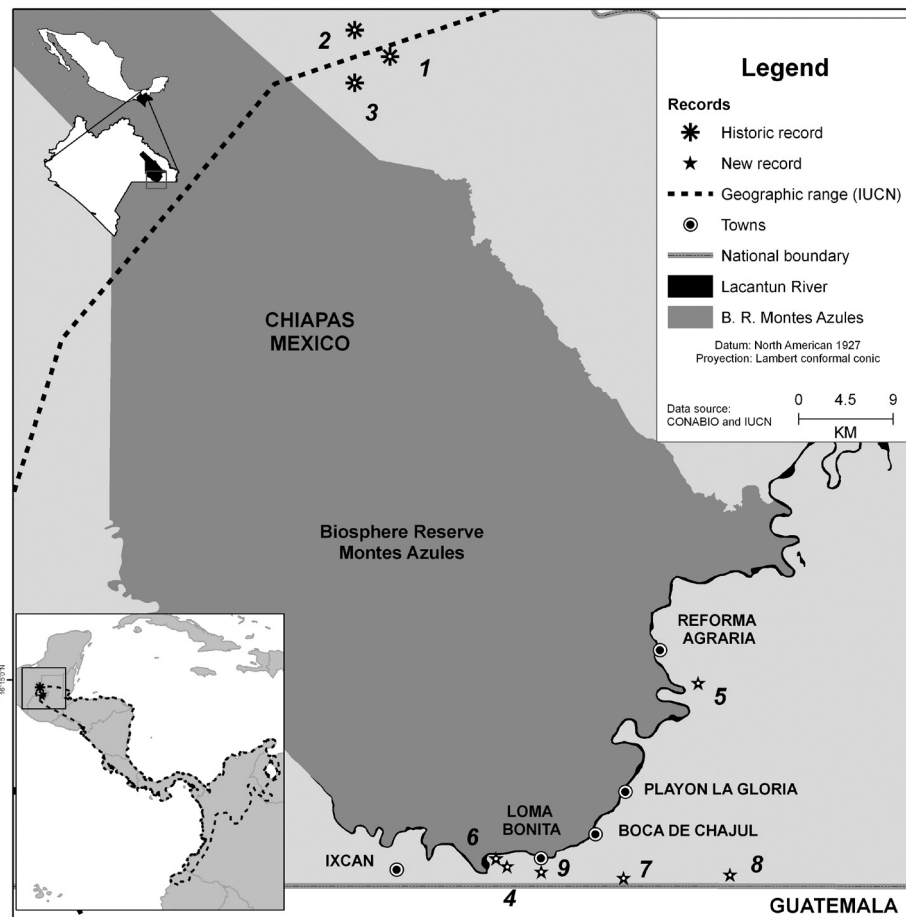 2
1
3
Legend
Records
Historic record
New record
Geographic range (IUCN)
Towns
National boundary
Lacantun River
B. R. Montes Azules
Datum: North American 1927
Proyection: Lambert conformal conic
Data source:
CONABIO and IUCN
0 4.5 9
KM
CHIAPAS
MEXICO
Biosphere Reserve
Montes Azules
REFORMA
AGRARIA
5
PLAYON LA GLORIA
LOMA
BONITA
BOCA DE CHAJUL
6
IXCAN
9
7
8
4
GUATEMALA